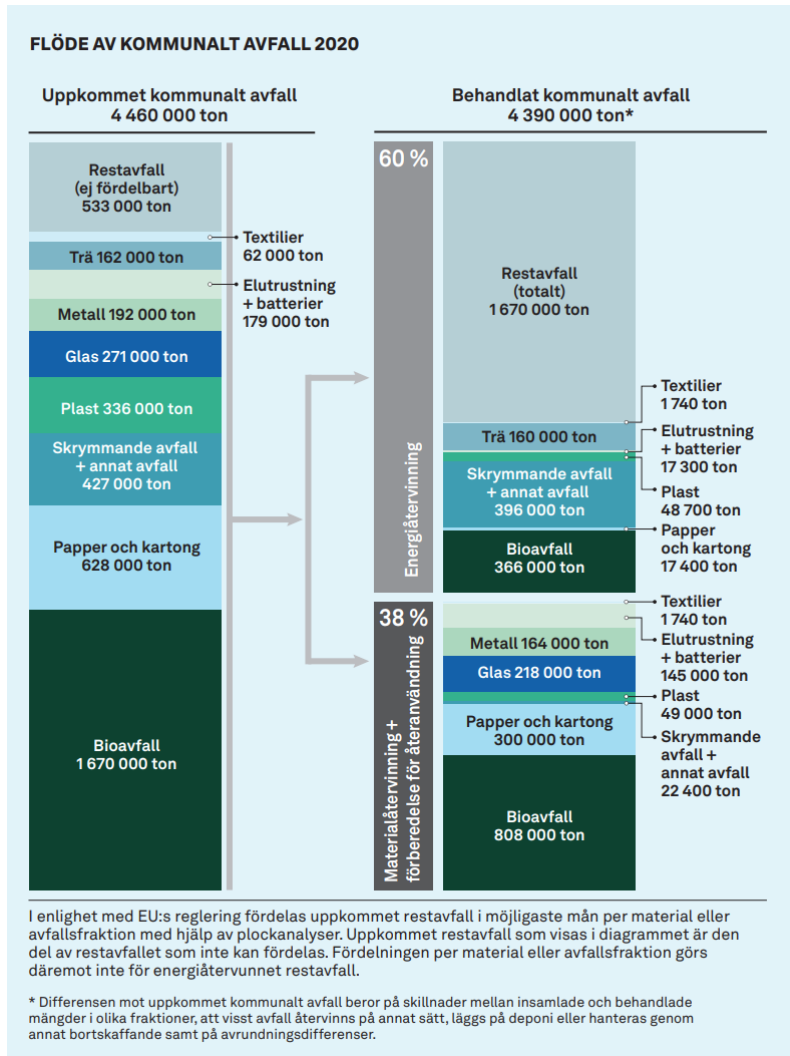 FLÖDE AV KOMMUNALT AVFALL 2020
Uppkommet kommunalt avfall
4 460 000 ton
Restavfall
(ej fördelbart)
533 000 ton
Textilier
62 000 ton
Trä 162 000 ton
Elutrustning
+ batterier
179 000 ton
Metall 192 000 ton
Glas 271 000 ton
Plast 336 000 ton
Skrymmande avfall
+ annat avfall
427 000 ton
Papper och kartong
628 000 ton
Bioavfall
1 670 000 ton
Behandlat kommunalt avfall
4 390 000 ton*
60 %
Energiåtervinning
Restavfall
(totalt)
1 670 000 ton
Textilier
1 740 ton
Trä 160 000 ton
Elutrustning
+ batterier
17 300 ton
Plast
48 700 ton
Skrymmande avfall
+ annat avfall
396 000 ton
Papper
och kartong
17 400 ton
Bioavfall
366 000 ton
38 %
Materialåtervinning +
förberedelse för återanvändning
Textilier
1 740 ton
Elutrustning
+ batterier
145 000 ton
Metall 164 000 ton
Glas 218 000 ton
Plast
49 000 ton
Skrymmande
avfall +
annat avfall
22 400 ton
Papper och kartong
300 000 ton
Bioavfall
808 000 ton
I enlighet med EU:s reglering fördelas uppkommet restavfall i möjligaste mån per material eller
avfallsfraktion med hjälp av plockanalyser. Uppkommet restavfall som visas i diagrammet är den
del av restavfallet som inte kan fördelas. Fördelningen per material eller avfallsfraktion görs
däremot inte för energiåtervunnet restavfall.
* Differensen mot uppkommet kommunalt avfall beror på skillnader mellan insamlade och behandlade
mängder i olika fraktioner, att visst avfall återvinns på annat sätt, läggs på deponi eller hanteras genom
annat bortskaffande samt på avrundningsdifferenser.